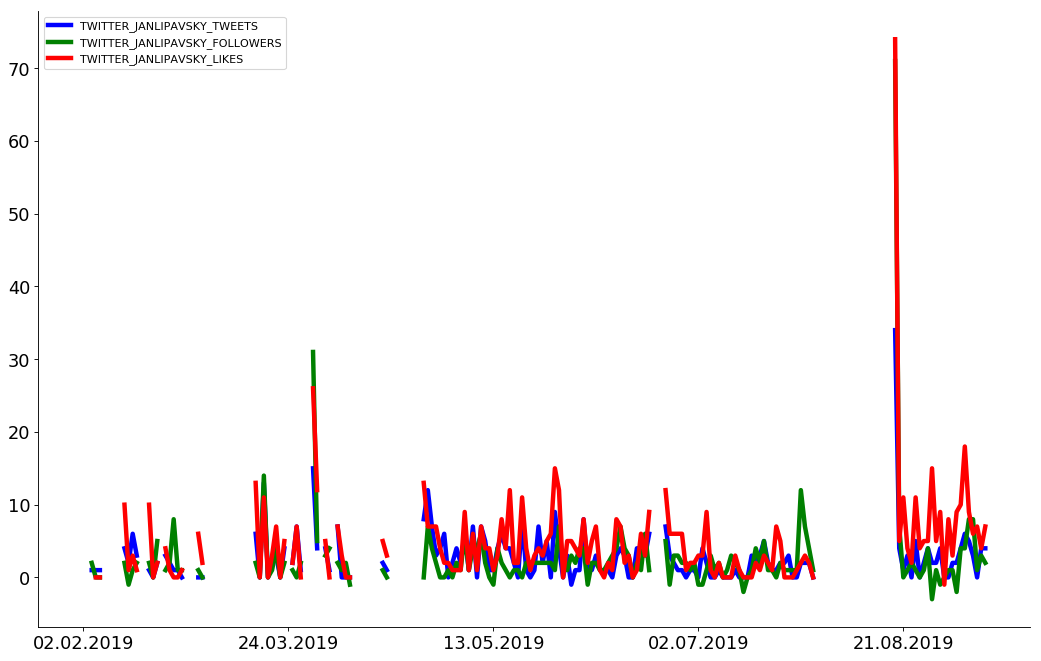 TWITTER_JANLIPAVSKY_TWEETS
TWITTER_JANLIPAVSKY_FOLLOWERS
TWITTER_JANLIPAVSKY_LIKES
70
60
50
40
30
20
10
0
02.02.2019 24.03.2019 13.05.2019 02.07.2019 21.08.2019